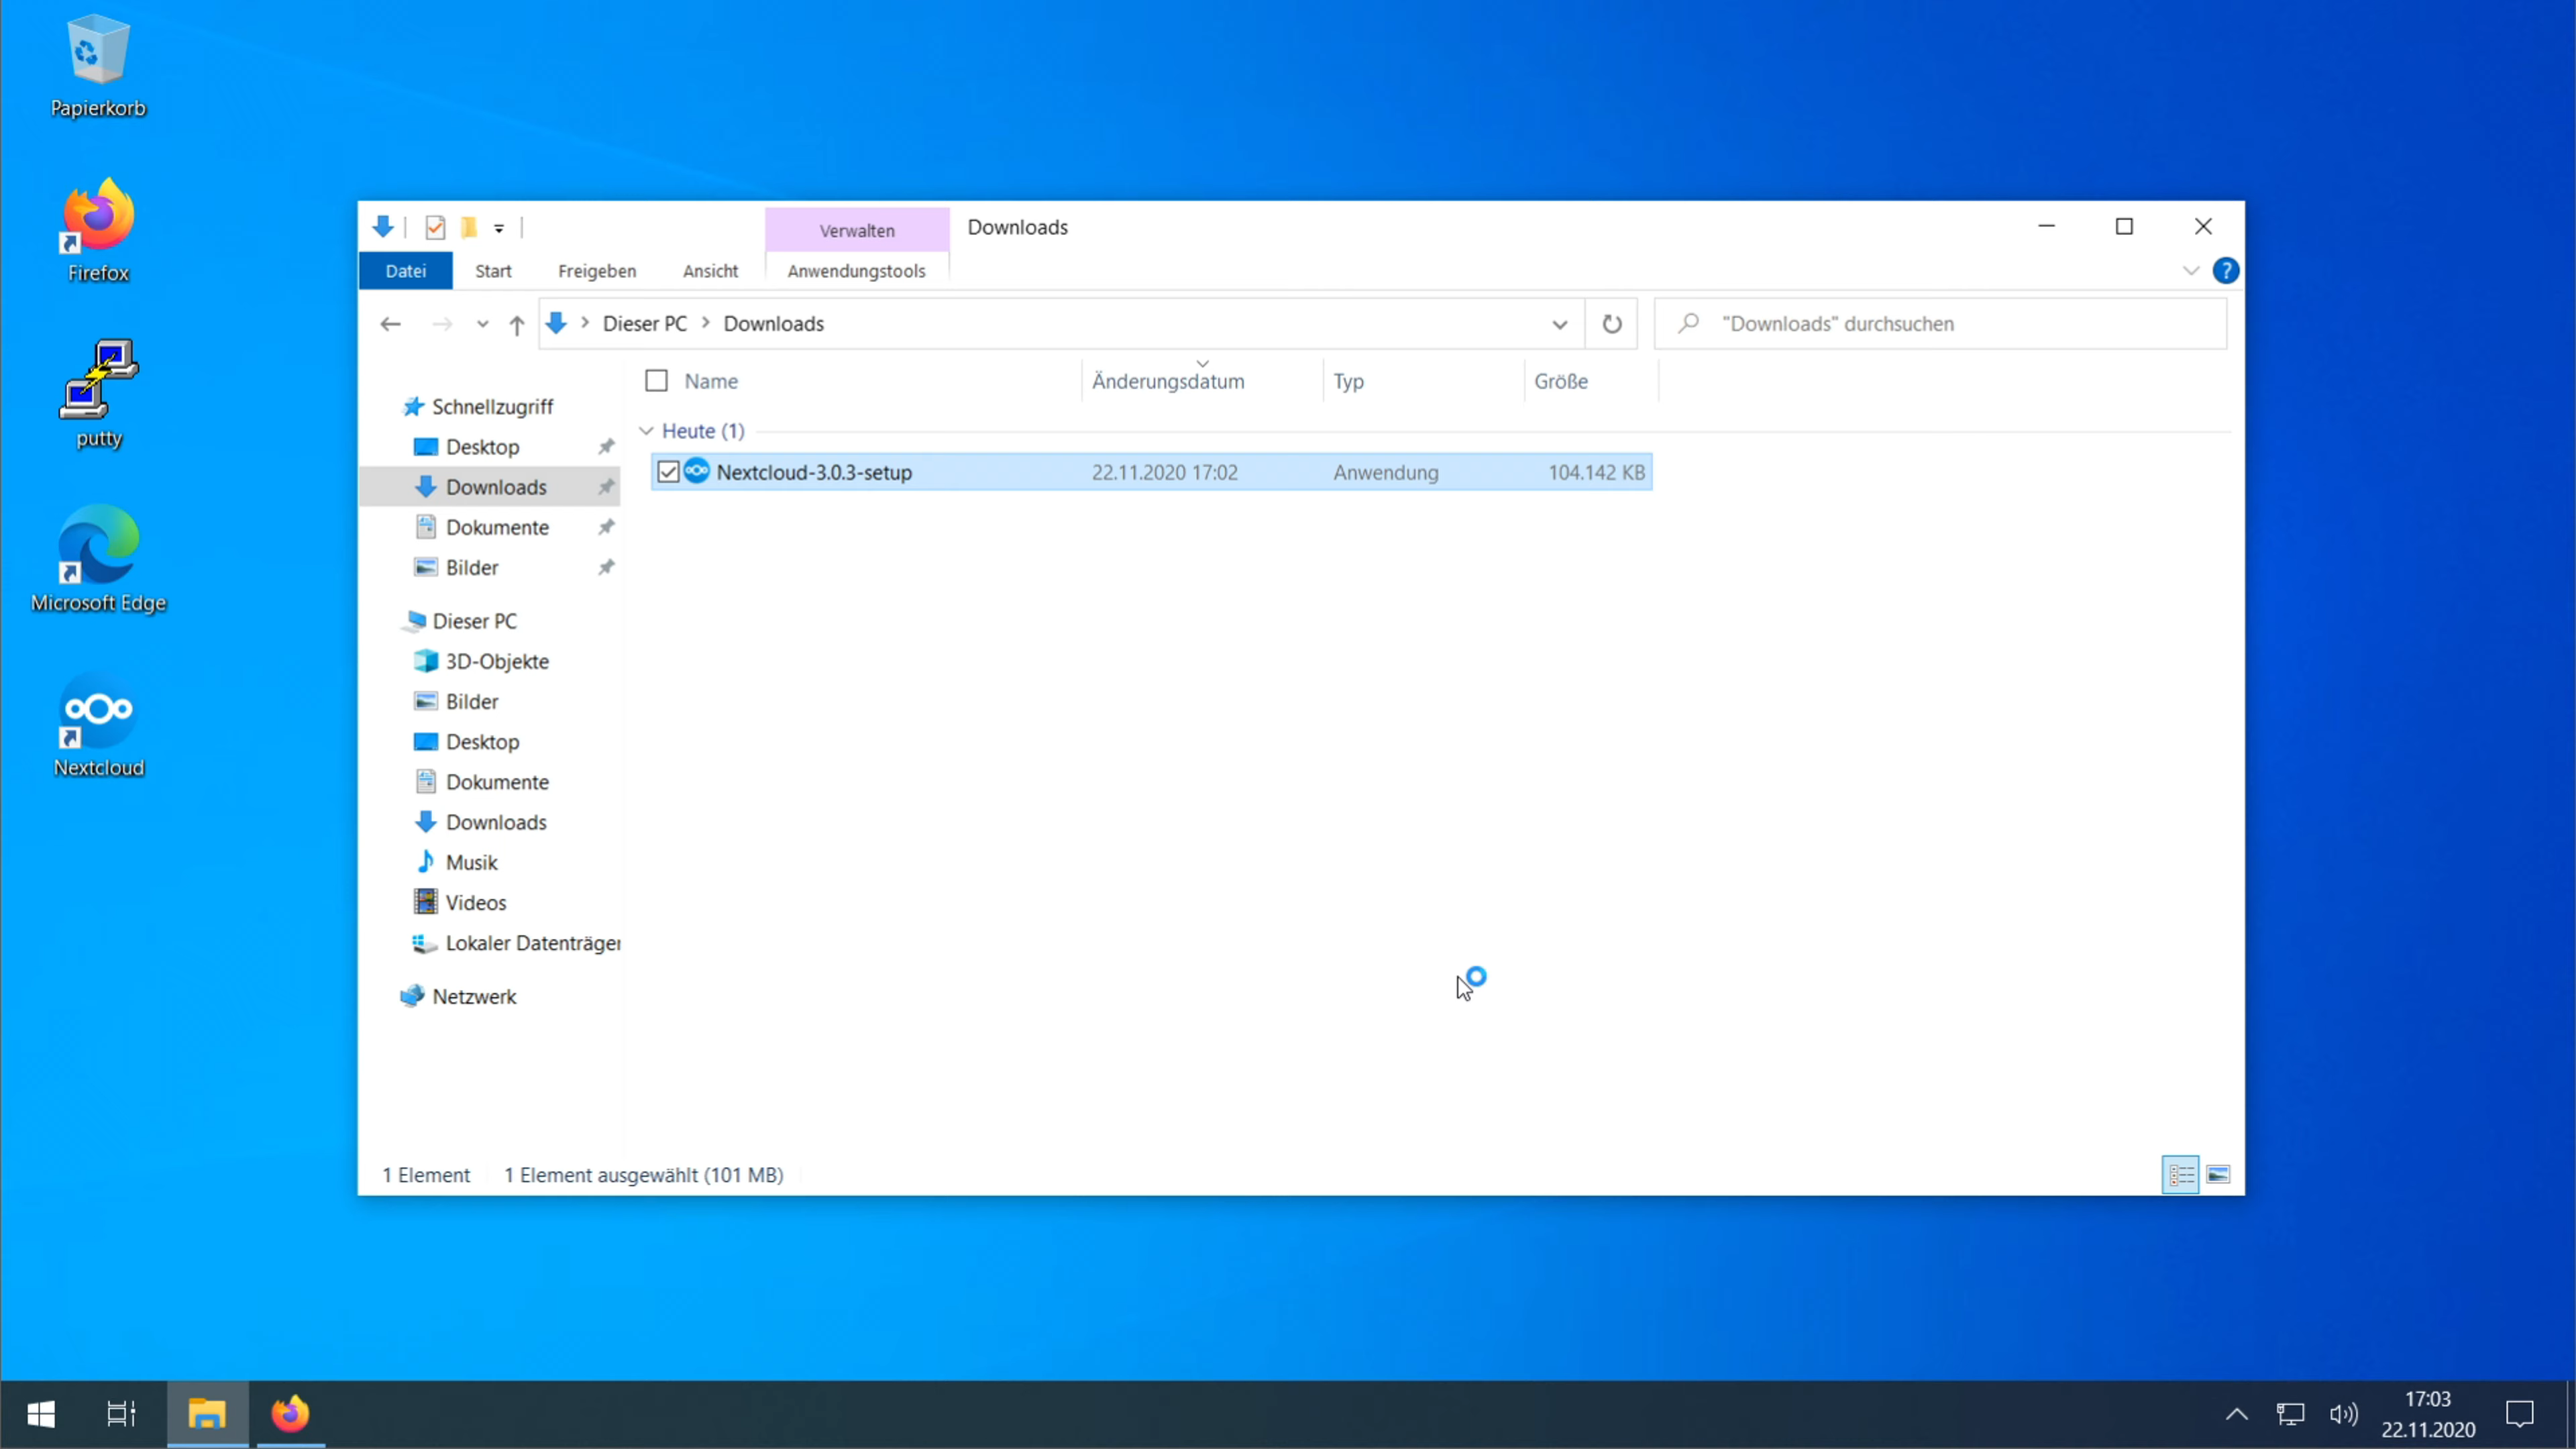 Papierkorb
Firefox
putty
Microsoft Edge
Nextcloud
Verwalten
Downloads
Datei
Start
Freigeben
Ansicht
Anwendungstools
?
Dieser PC
Downloads
"Downloads" durchsuchen
Name
Änderungsdatum
Typ
Größe
Heute (1)
Nextcloud-3.0.3-setup
22.11.2020 17:02
Anwendung
104.142 KB
Schnellzugriff
Desktop
Downloads
Dokumente
Bilder
Dieser PC
3D-Objekte
Bilder
Desktop
Dokumente
Downloads
Musik
Videos
Lokaler Datenträger
Netzwerk
1 Element
1 Element ausgewählt (101 MB)
17:03
22.11.2020